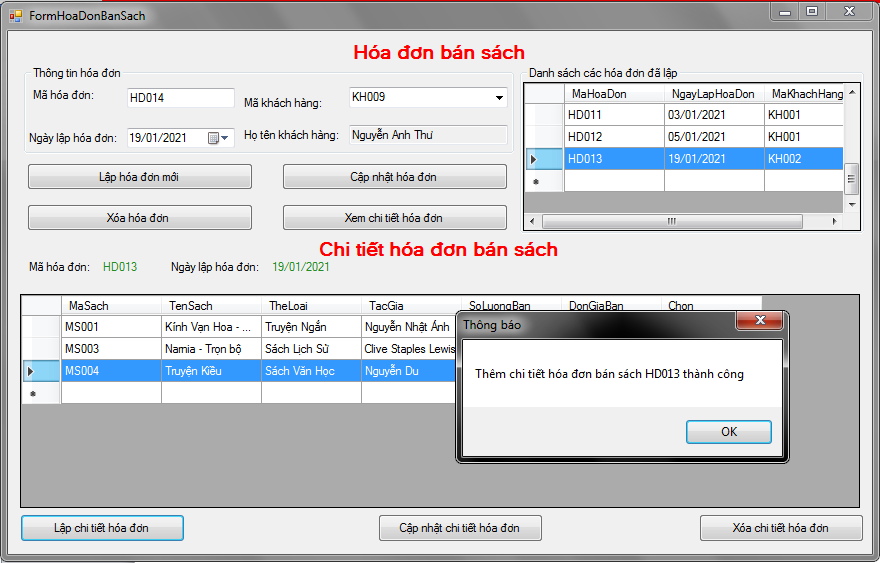 FormHoaDonBanSach
Hóa đơn bán sách
Thông tin hóa đơn
Mã hóa đơn: HD014 Mã khách hàng: KH009
Ngày lập hóa đơn: 19/01/2021 Họ tên khách hàng: Nguyễn Anh Thư
Lập hóa đơn mới Cập nhật hóa đơn
Xóa hóa đơn Xem chi tiết hóa đơn
Danh sách các hóa đơn đã lập
MaHoaDon NgayLapHoaDon MaKhachHang
HD011 03/01/2021 KH001
HD012 05/01/2021 KH001
HD013 19/01/2021 KH002
Chi tiết hóa đơn bán sách
Mã hóa đơn: HD013 Ngày lập hóa đơn: 19/01/2021
MaSach TenSach TheLoai TacGia SoLuongBan DonGiaBan Chon
MS001 Kính Vạn Hoa - ... Truyện Ngắn Nguyễn Nhật Ánh
MS003 Narnia - Trọn bộ Sách Lịch Sử Clive Staples Lewis
MS004 Truyện Kiều Sách Văn Học Nguyễn Du
Thông báo
Thêm chi tiết hóa đơn bán sách HD013 thành công
OK
Lập chi tiết hóa đơn Cập nhật chi tiết hóa đơn Xóa chi tiết hóa đơn